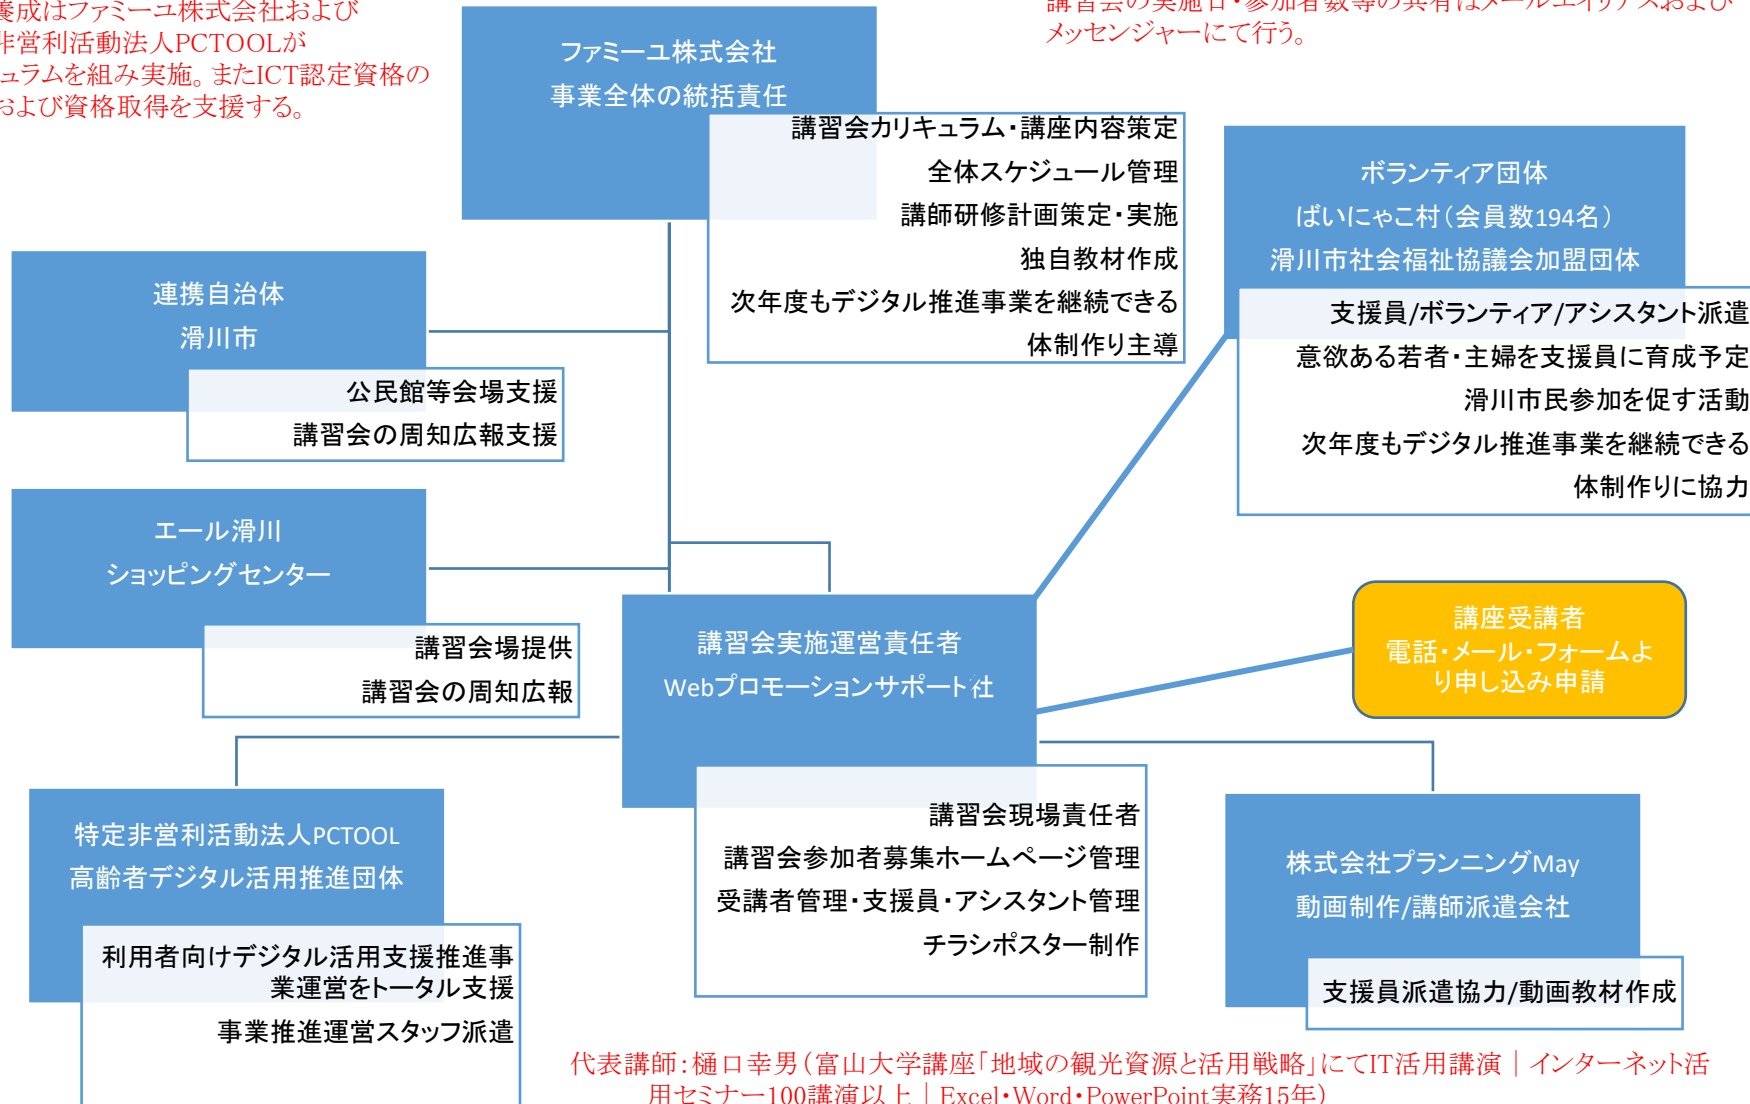 養成はファミーユ株式会社および
非営利活動法人PCTOOLが
ュラムを組み実施。またICT認定資格の
および資格取得を支援する。
講習会の実施日・参加者数等の共有はメールエイリアスおよび
メッセンジャーにて行う。
ファミーユ株式会社
事業全体の統括責任
講習会カリキュラム・講座内容策定
全体スケジュール管理
講師研修計画策定・実施
独自教材作成
次年度もデジタル推進事業を継続できる
体制作り主導
ボランティア団体
ばいにゃこ村（会員数194名）
滑川市社会福祉協議会加盟団体
支援員/ボランティア/アシスタント派遣
意欲ある若者・主婦を支援員に育成予定
滑川市民参加を促す活動
次年度もデジタル推進事業を継続できる
体制作りに協力
連携自治体
滑川市
公民館等会場支援
講習会の周知広報支援
エール滑川
ショッピングセンター
講習会場提供
講習会の周知広報
講習会実施運営責任者
Webプロモーションサポート社
講習会現場責任者
講習会参加者募集ホームページ管理
受講者管理・支援員・アシスタント管理
チラシポスター制作
講座受講者
電話・メール・フォームよ
り申し込み申請
特定非営利活動法人PCTOOL
高齢者デジタル活用推進団体
利用者向けデジタル活用支援推進事
業運営をトータル支援
事業推進運営スタッフ派遣
株式会社プランニングMay
動画制作/講師派遣会社
支援員派遣協力/動画教材作成
代表講師：樋口幸男（富山大学講座「地域の観光資源と活用戦略」にてIT活用講演｜インターネット活
用セミナー100講演以上｜Excel・Word・PowerPoint実務15年）